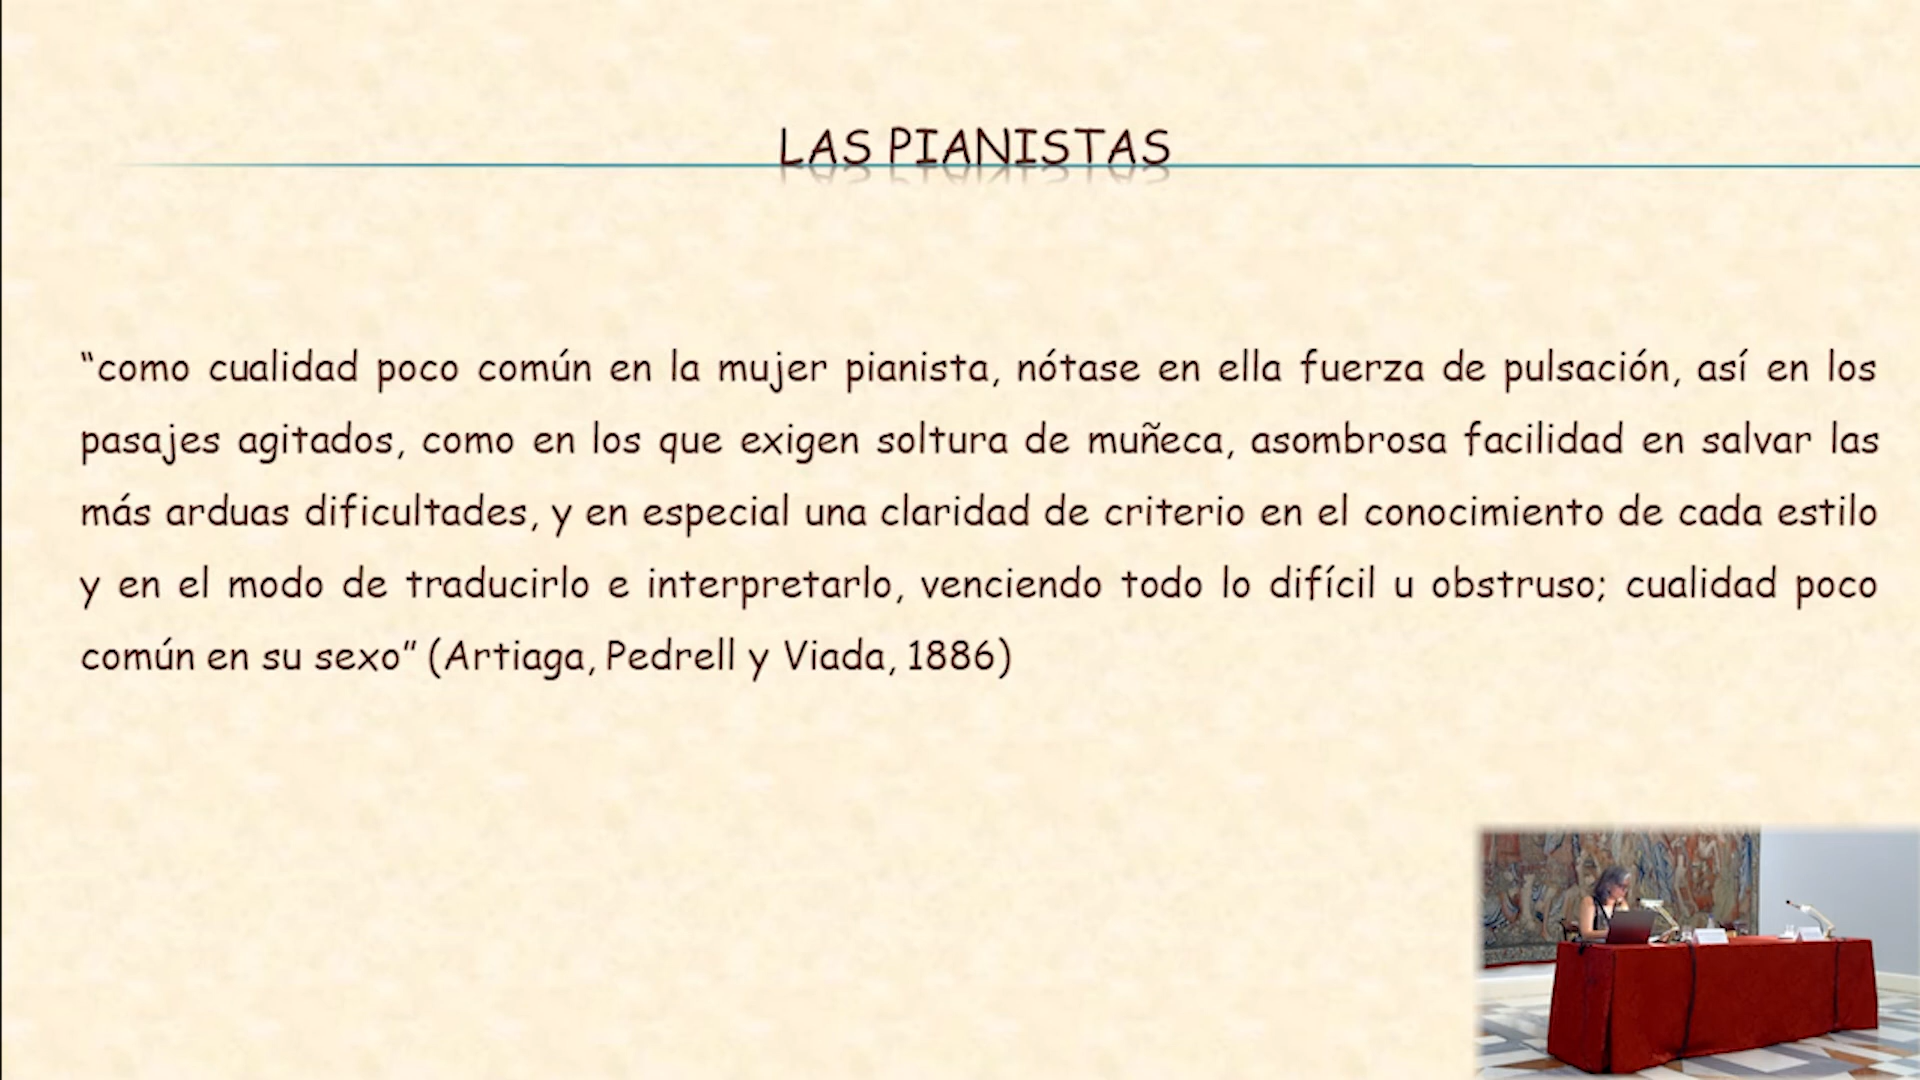 LAS PIANISTAS
“como cualidad poco común en la mujer pianista, nótase en ella fuerza de pulsación, así en los
pasajes agitados, como en los que exigen soltura de muñeca, asombrosa facilidad en salvar las
más arduas dificultades, y en especial una claridad de criterio en el conocimiento de cada estilo
y en el modo de traducirlo e interpretarlo, venciendo todo lo difícil u obstruso; cualidad poco
común en su sexo” (Artiaga, Pedrell y Viada, 1886)